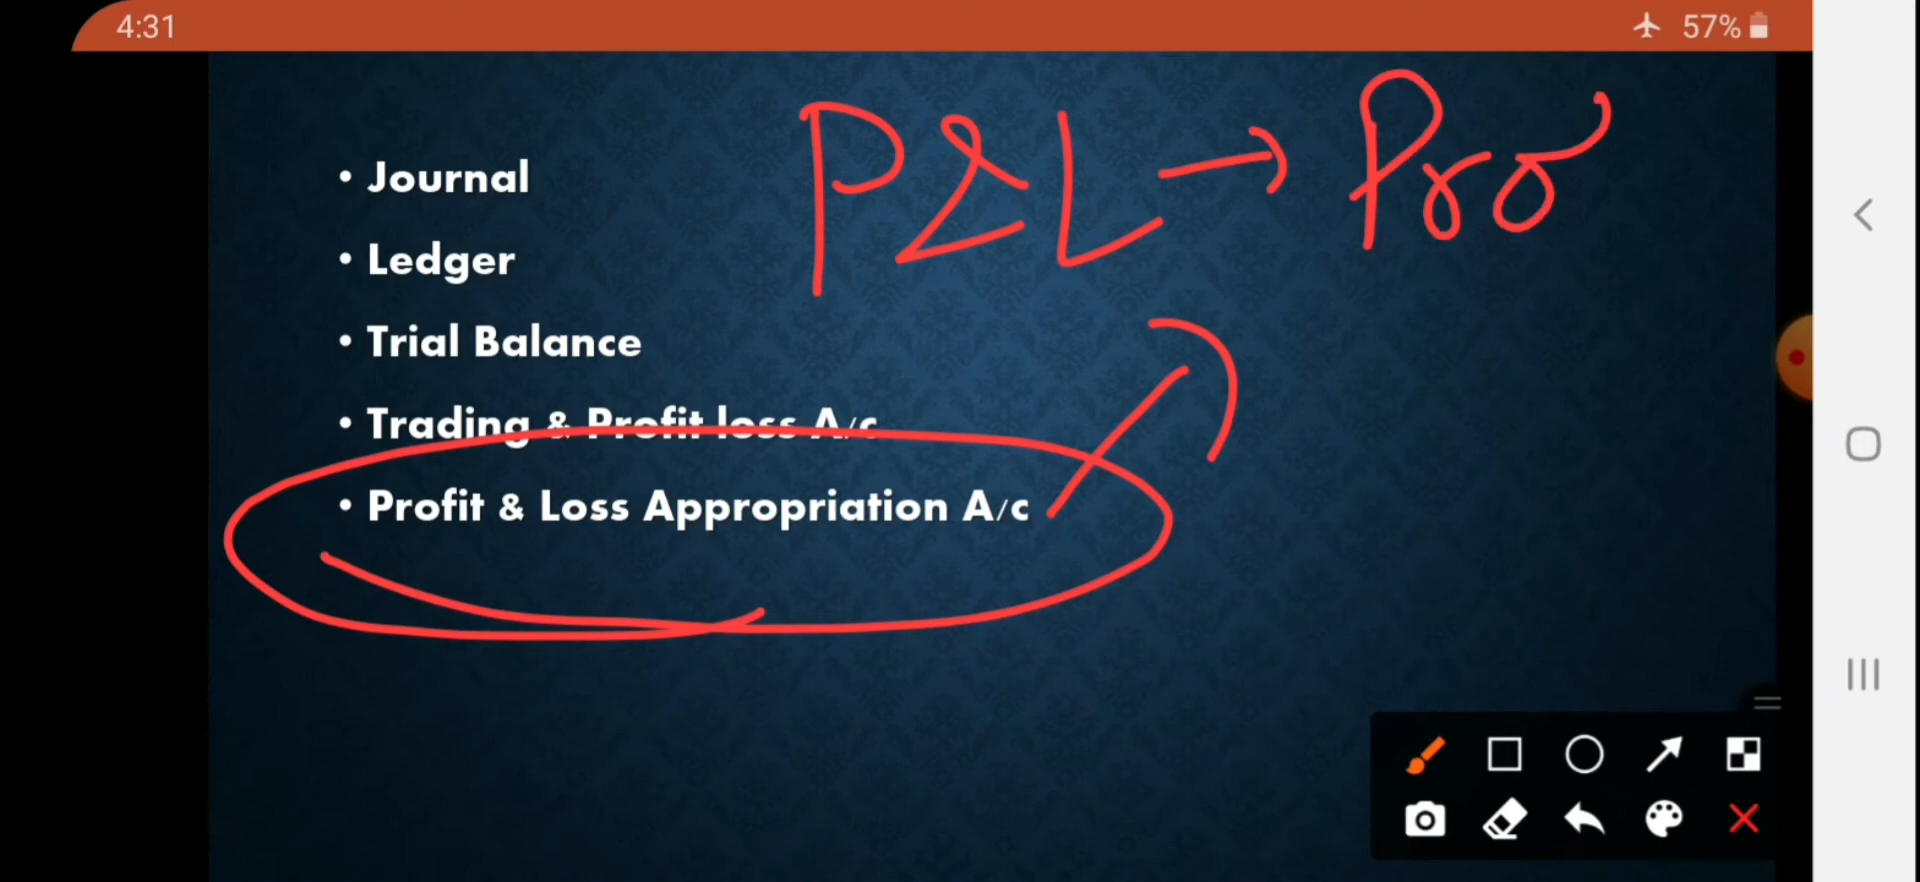 4:31 57%
P&L → Pro
• Journal
• Ledger
• Trial Balance
• Trading & Profit loss A/c
• Profit & Loss Appropriation A/c